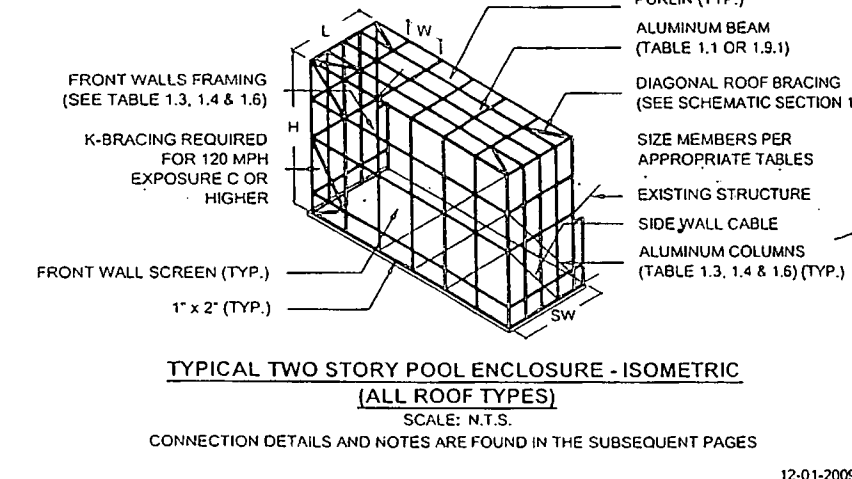 PURLIN (TYP.)
L
W
ALUMINUM BEAM
(TABLE 1.1 OR 1.9.1)
FRONT WALLS FRAMING
(SEE TABLE 1.3, 1.4 & 1.6)
DIAGONAL ROOF BRACING
(SEE SCHEMATIC SECTION 1
H
K-BRACING REQUIRED
FOR 120 MPH
EXPOSURE C OR
HIGHER
SIZE MEMBERS PER
APPROPRIATE TABLES
EXISTING STRUCTURE
SIDE WALL CABLE
ALUMINUM COLUMNS
(TABLE 1.3, 1.4 & 1.6) (TYP.)
FRONT WALL SCREEN (TYP.)
1" x 2" (TYP.)
SW
TYPICAL TWO STORY POOL ENCLOSURE - ISOMETRIC
(ALL ROOF TYPES)
SCALE: N.T.S.
CONNECTION DETAILS AND NOTES ARE FOUND IN THE SUBSEQUENT PAGES
12-01-2009